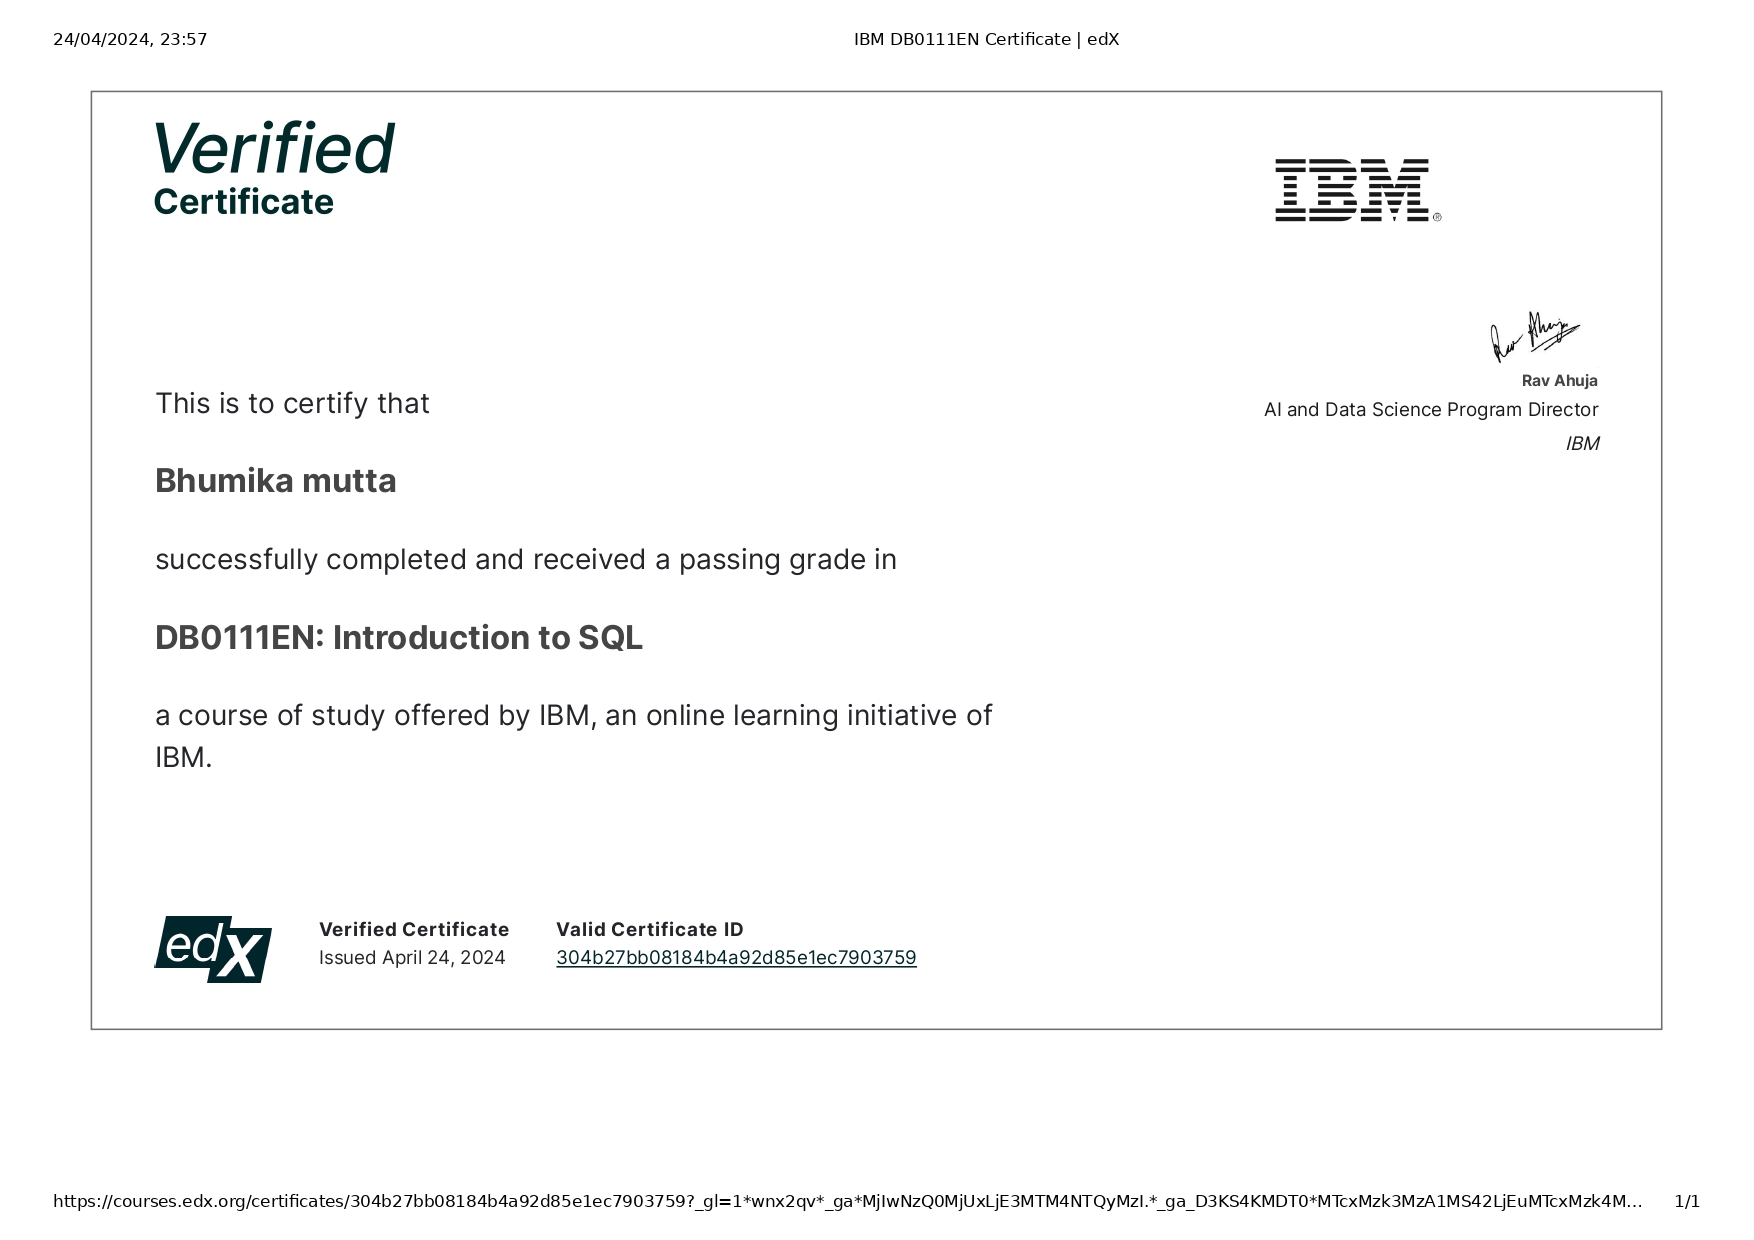 24/04/2024, 23:57
IBM DB0111EN Certificate | edX
Verified
Certificate
IBM®
Rav Ahuja
Rav Ahuja
AI and Data Science Program Director
IBM
This is to certify that
Bhumika mutta
successfully completed and received a passing grade in
DB0111EN: Introduction to SQL
a course of study offered by IBM, an online learning initiative of
IBM.
edX
Verified Certificate
Issued April 24, 2024
Valid Certificate ID
304b27bb08184b4a92d85e1ec7903759
https://courses.edx.org/certificates/304b27bb08184b4a92d85e1ec7903759?_gl=1*wnx2qv*_ga*MjIwNzQ0MjUxLjE3MTM4NTQyMzI.*_ga_D3KS4KMDT0*MTcxMzk3MzA1MS42LjEuMTcxMzk4M...
1/1